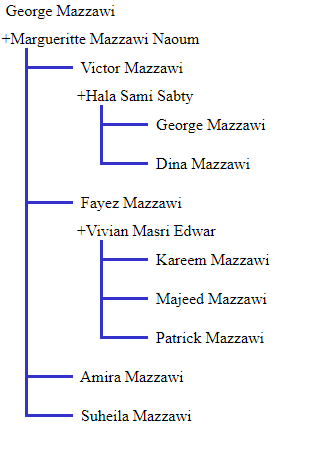 George Mazzawi
+Margueritte Mazzawi Naoum
Victor Mazzawi
+Hala Sami Sabty
George Mazzawi
Dina Mazzawi
Fayez Mazzawi
+Vivian Masri Edwar
Kareem Mazzawi
Majeed Mazzawi
Patrick Mazzawi
Amira Mazzawi
Suheila Mazzawi